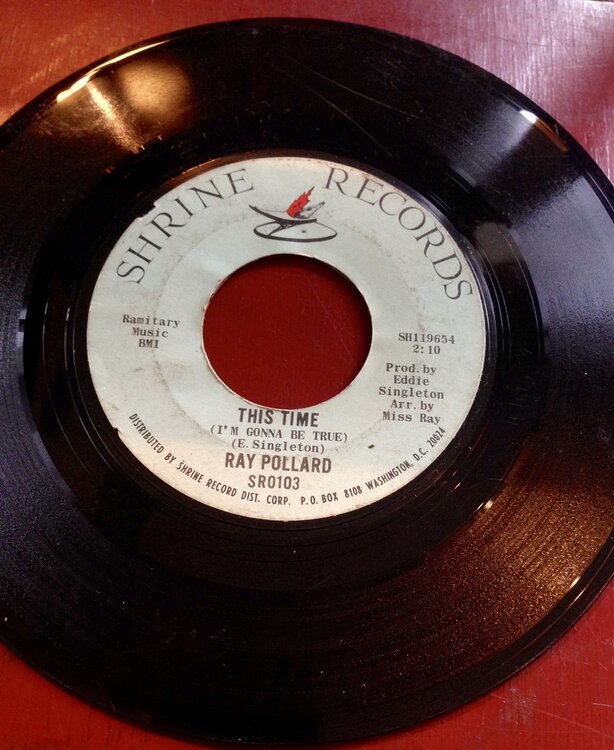 SHRINE RECORDS
Ramitary
Music
BMI
SH119654
2:10
Prod. by
Eddie
Singleton
Arr. by
Miss Ray
THIS TIME
(I'M GONNA BE TRUE)
(E. Singleton)
RAY POLLARD
SR0103
DISTRIBUTED BY SHRINE RECORD DIST. CORP. P.O. BOX 8108 WASHINGTON, D.C. 20024